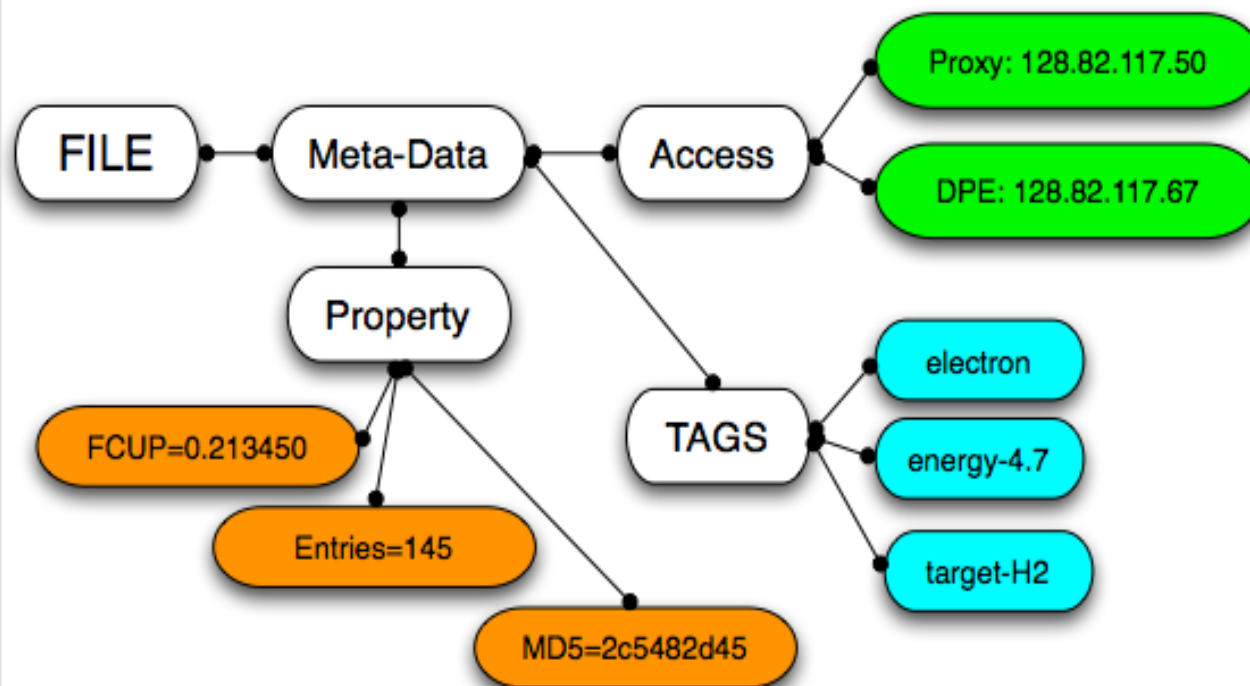 Proxy: 128.82.117.50
FILE
Meta-Data
Access
DPE: 128.82.117.67
Property
electron
TAGS
FCUP=0.213450
energy-4.7
Entries=145
target-H2
MD5=2c5482d45